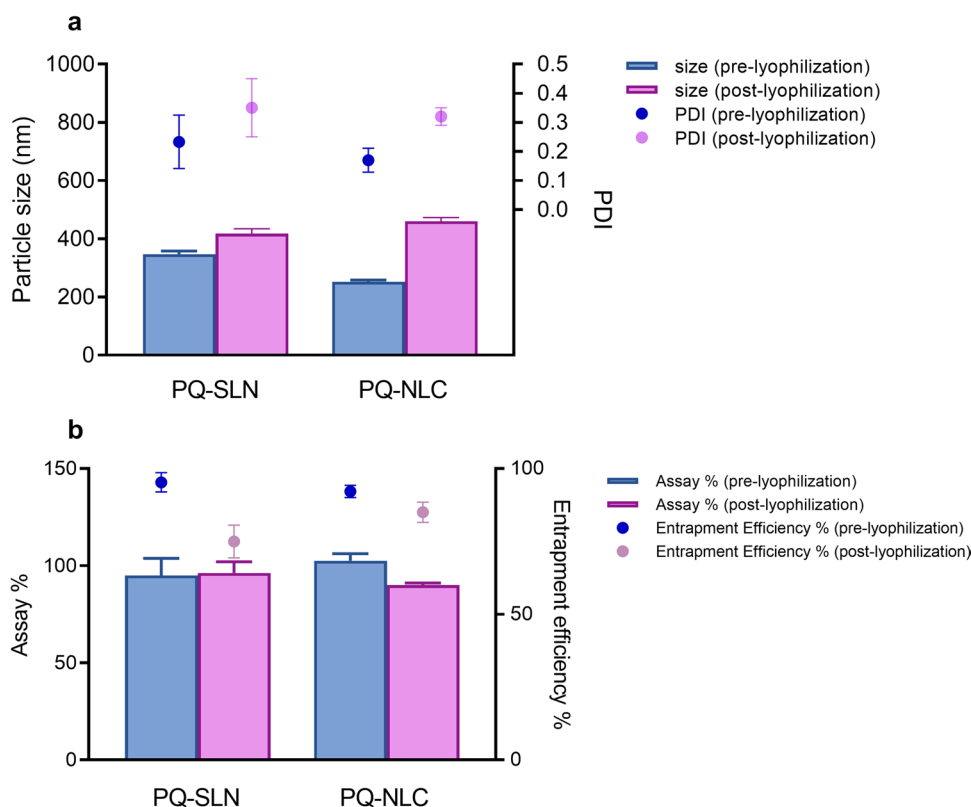 a
1000
800
600
400
200
0
Particle size (nm)
0.5
0.4
0.3
0.2
0.1
0.0
PDI
size (pre-lyophilization)
size (post-lyophilization)
PDI (pre-lyophilization)
PDI (post-lyophilization)
PQ-SLN
PQ-NLC
b
150
100
50
0
Assay %
100
50
0
Entrapment efficiency %
Assay % (pre-lyophilization)
Assay % (post-lyophilization)
Entrapment Efficiency % (pre-lyophilization)
Entrapment Efficiency % (post-lyophilization)
PQ-SLN
PQ-NLC